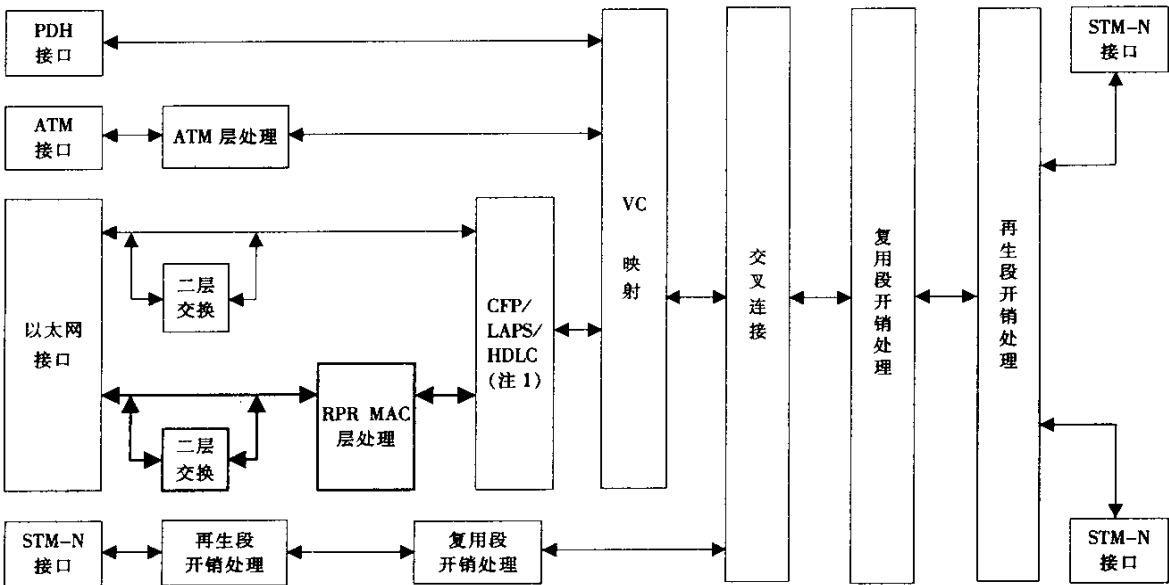 PDH
接口
STM-N
接口
ATM
接口
ATM 层处理
以太网
接口
二层
交换
二层
交换
RPR MAC
层处理
CFP/
LAPS/
HDLC
(注 1)
VC
映
射
交
叉
连
接
复
用
段
开
销
处
理
再
生
段
开
销
处
理
STM-N
接口
再生段
开销处理
复用段
开销处理
STM-N
接口